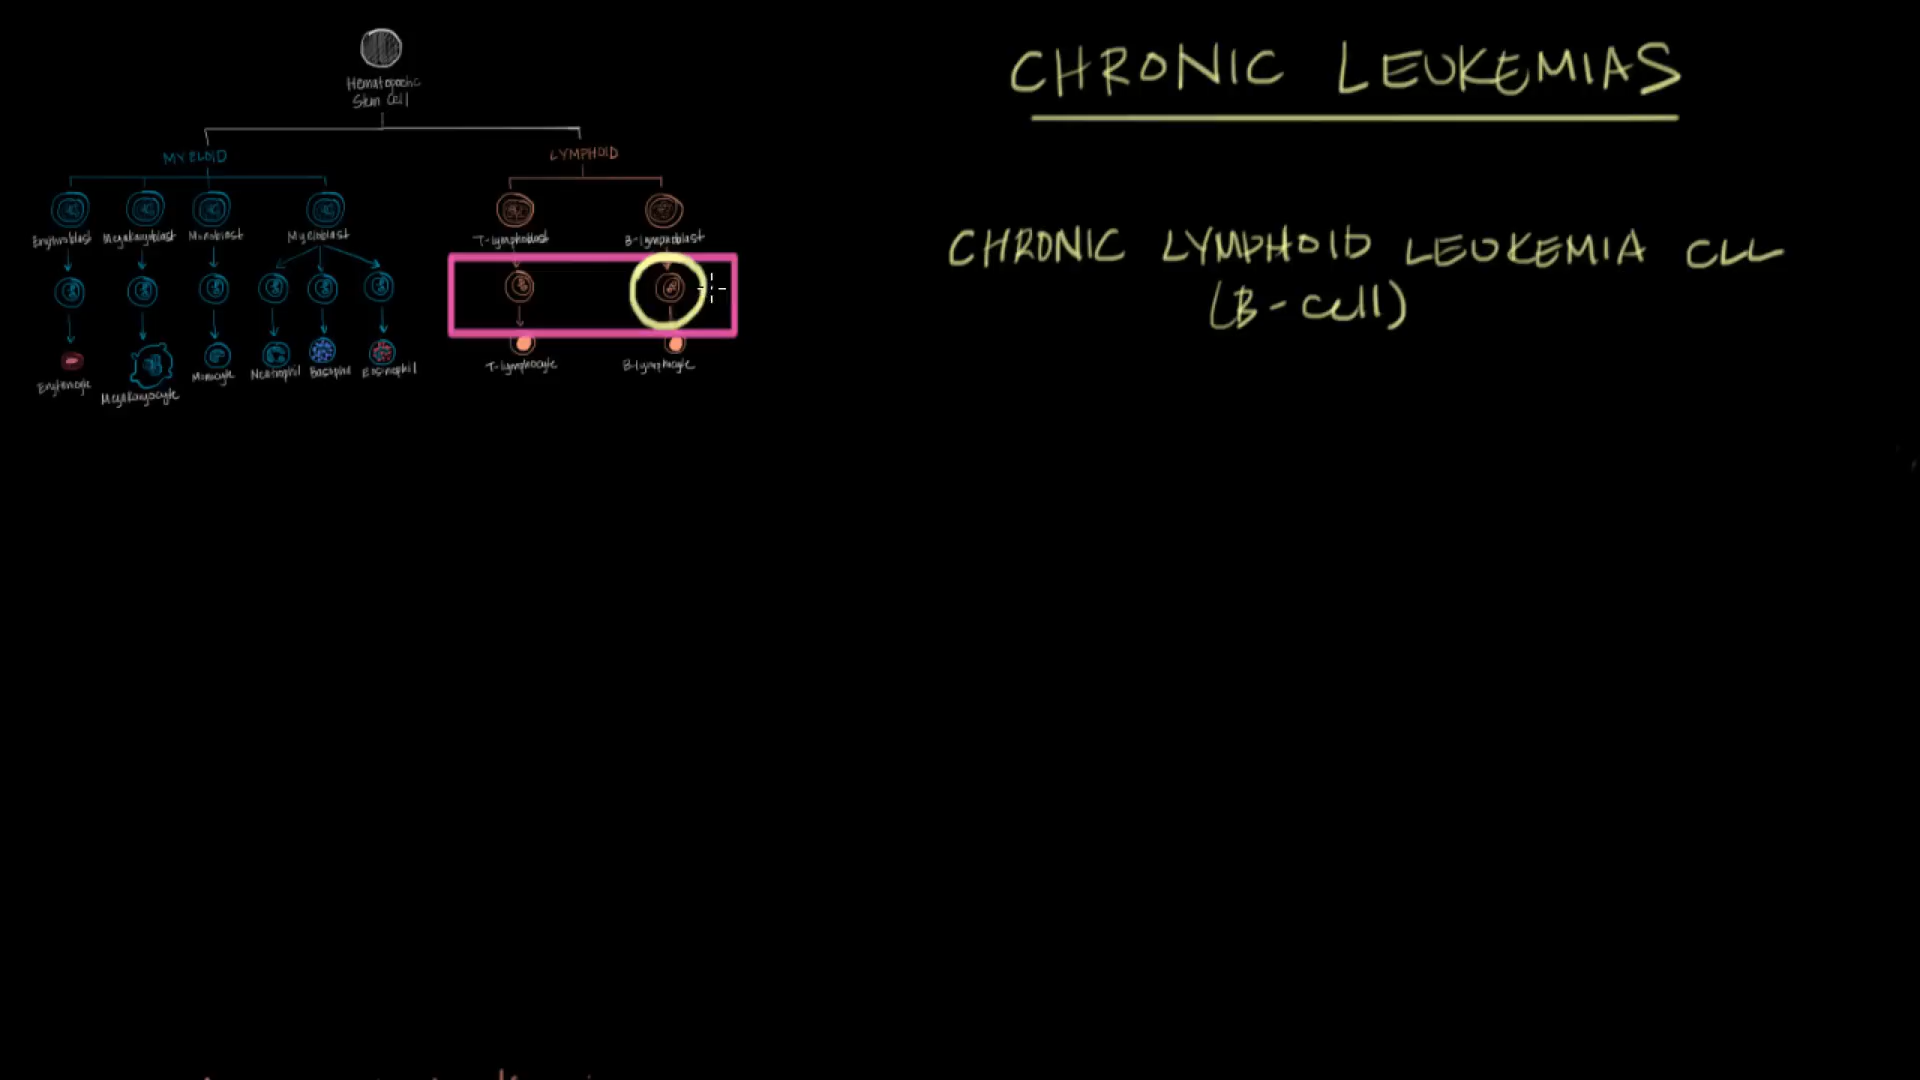 CHRONIC LEUKEMIAS
Hematopoetic
Stem Cell
MYELOID
LYMPHOID
Erythroblast Megakaryoblast Monoblast Myeloblast
T-lymphoblast B-lymphoblast
CHRONIC LYMPHOID LEUKEMIA CLL
(B-cell)
Erythrocyte Megakaryocyte Monocyte Neutrophil Basophil Eosinophil
T-lymphocyte B-lymphocyte